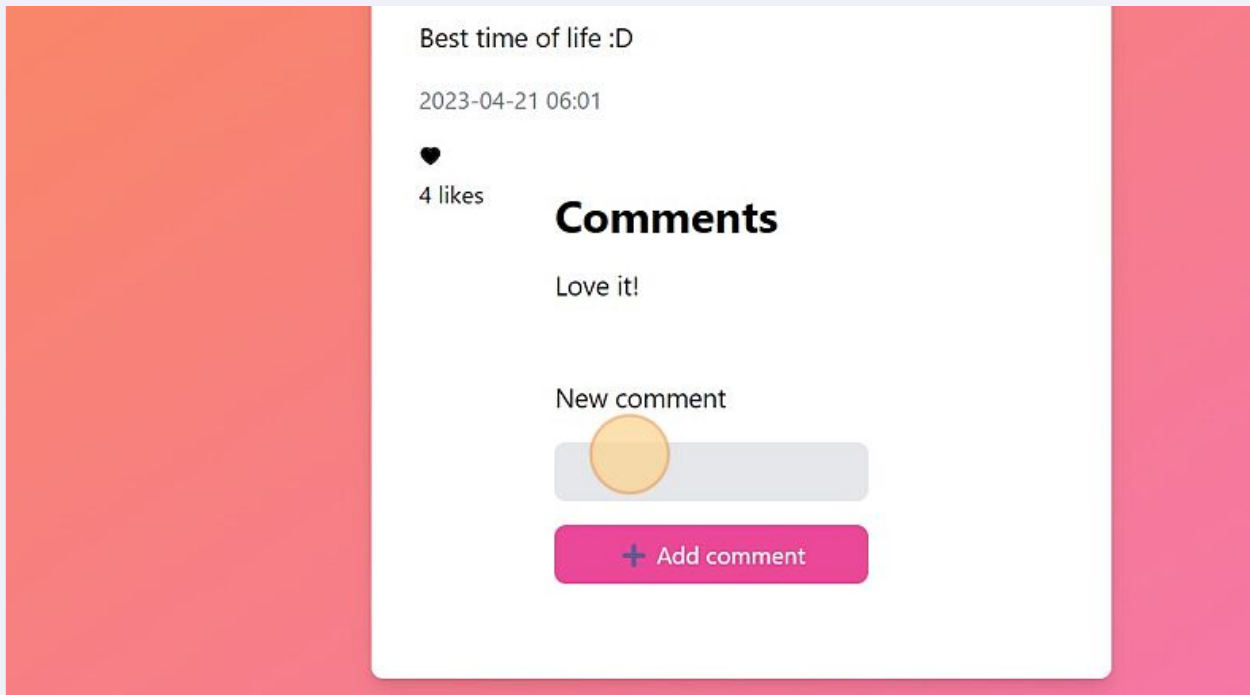 Best time of life :D
2023-04-21 06:01
4 likes
Comments
Love it!
New comment
Add comment